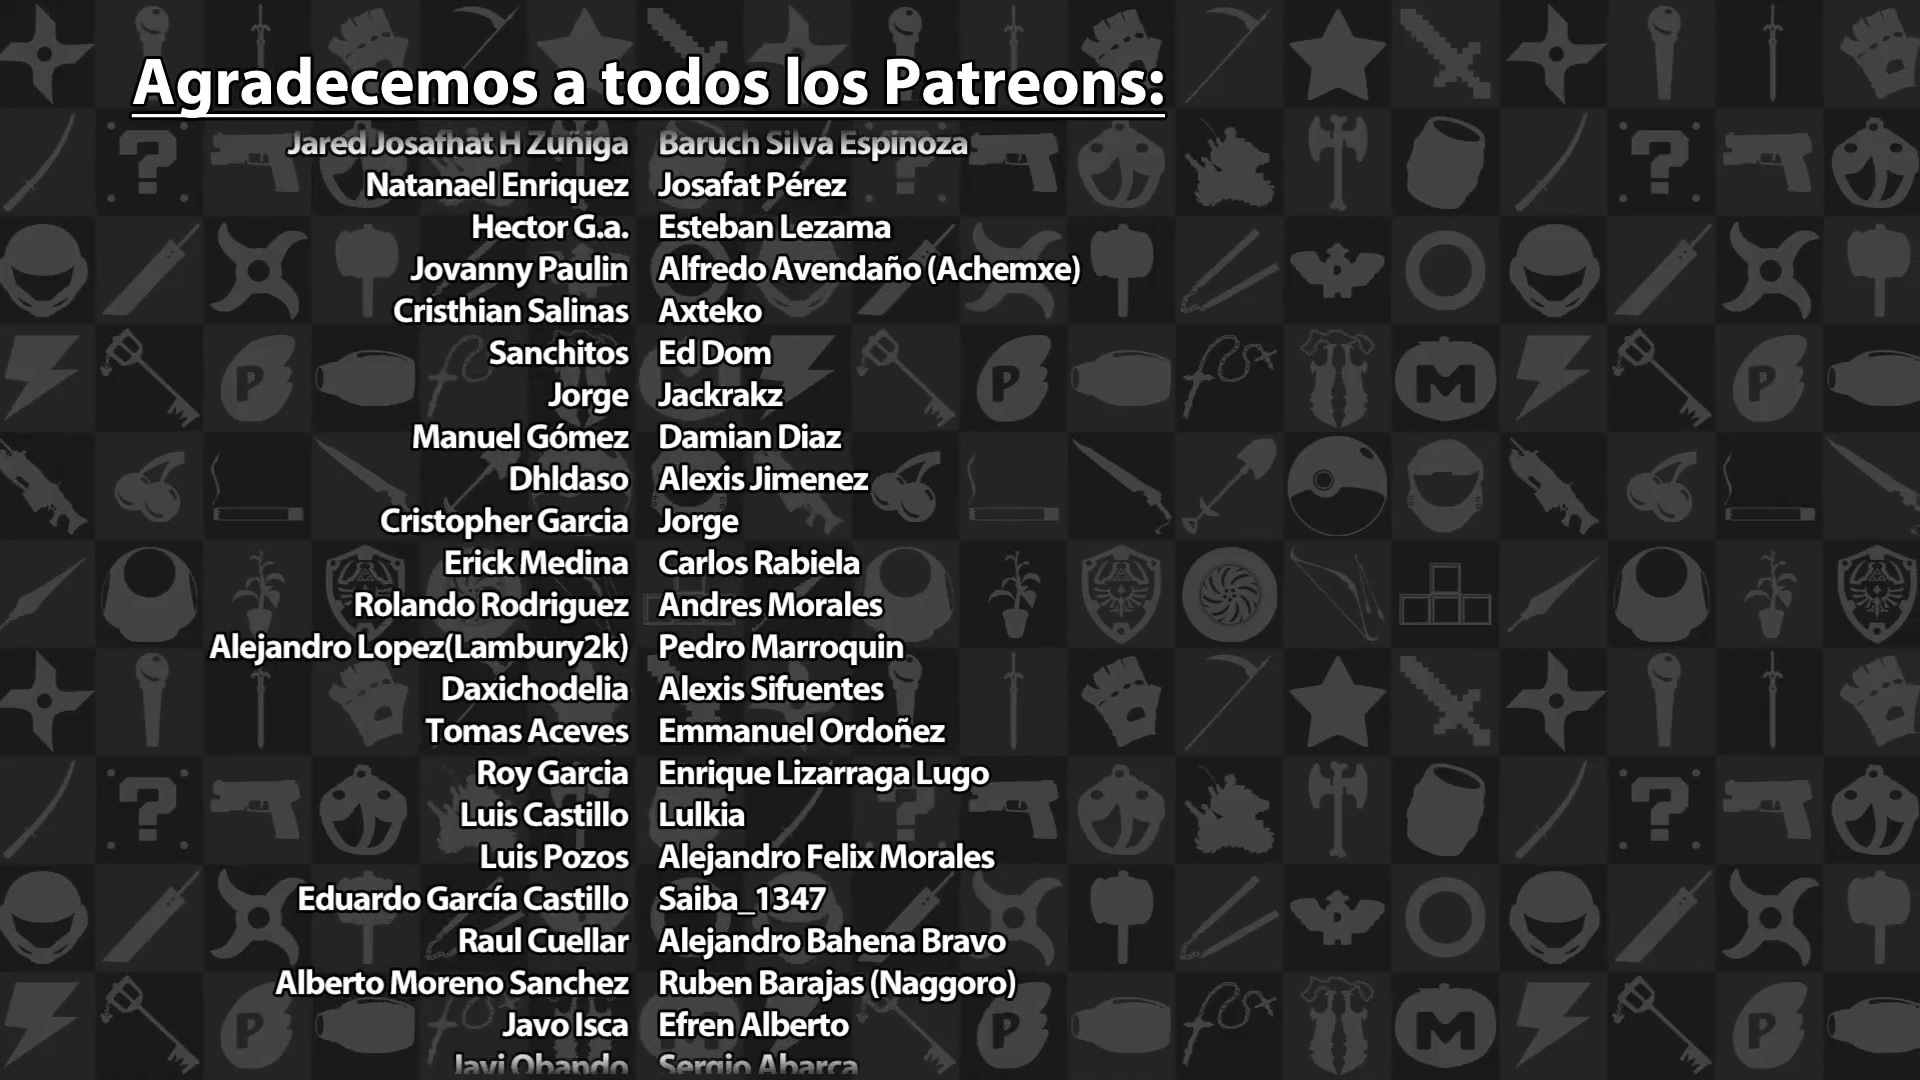 Agradecemos a todos los Patreons:
Jared Josafhat H Zuñiga Baruch Silva Espinoza
Natanael Enriquez Josafat Pérez
Hector G.a. Esteban Lezama
Jovanny Paulin Alfredo Avendaño (Achemxe)
Cristhian Salinas Axteko
Sanchitos Ed Dom
Jorge Jackrakz
Manuel Gómez Damian Diaz
Dhldaso Alexis Jimenez
Cristopher Garcia Jorge
Erick Medina Carlos Rabiela
Rolando Rodriguez Andres Morales
Alejandro Lopez(Lambury2k) Pedro Marroquin
Daxichodelia Alexis Sifuentes
Tomas Aceves Emmanuel Ordoñez
Roy Garcia Enrique Lizarraga Lugo
Luis Castillo Lulkia
Luis Pozos Alejandro Felix Morales
Eduardo García Castillo Saiba_1347
Raul Cuellar Alejandro Bahena Bravo
Alberto Moreno Sanchez Ruben Barajas (Naggoro)
Javo Isca Efren Alberto
Javi Obando Sergio Abarca